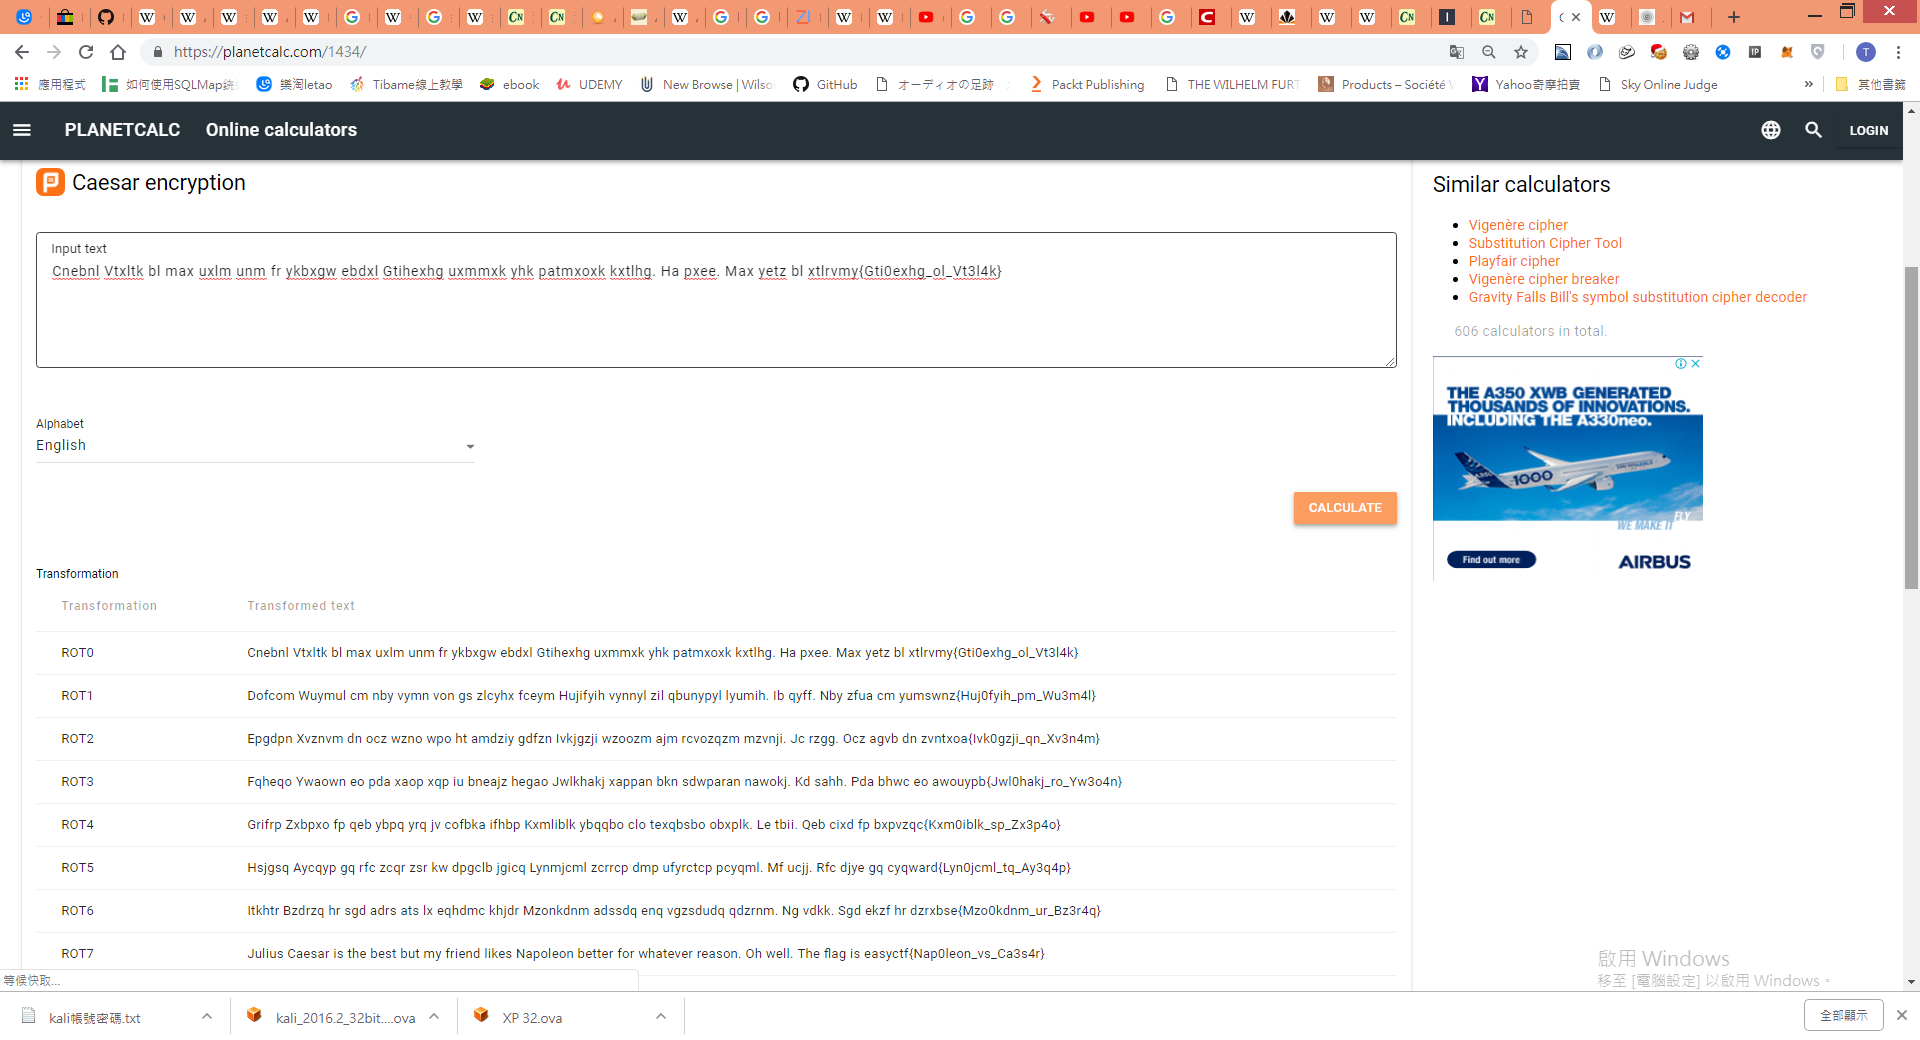 https://planetcalc.com/1434/
應用程式
如何使用SQLMap
樂淘letao
Tibame線上教學
ebook
UDEMY
New Browse | Wilso
GitHub
オーディオの足跡
Packt Publishing
THE WILHELM FURT
Products – Société
Yahoo奇摩拍賣
Sky Online Judge
»
其他書籤
PLANETCALC
Online calculators
LOGIN
Caesar encryption
Input text
Cnebnl Vtxltk bl max uxlm unm fr ykbxgw ebdxl Gtihexhg uxmmxk yhk patmxoxk kxtlhg. Ha pxee. Max yetz bl xtlrvmy{Gti0exhg_ol_Vt3l4k}
Alphabet
English
CALCULATE
Transformation
Transformation Transformed text
ROT0 Cnebnl Vtxltk bl max uxlm unm fr ykbxgw ebdxl Gtihexhg uxmmxk yhk patmxoxk kxtlhg. Ha pxee. Max yetz bl xtlrvmy{Gti0exhg_ol_Vt3l4k}
ROT1 Dofcom Wuymul cm nby vymn von gs zlcyhx fceym Hujifyih vynnyl zil qbunypyl lyumih. Ib qyff. Nby zfua cm yumswnz{Huj0fyih_pm_Wu3m4l}
ROT2 Epgdpn Xvznvm dn ocz wzno wpo ht amdziy gdfzn Ivkjgzji wzoozm ajm rcvozqzm mzvnji. Jc rzgg. Ocz agvb dn zvntxoa{Ivk0gzji_qn_Xv3n4m}
ROT3 Fqheqo Ywaown eo pda xaop xqp iu bneajz hegao Jwlkhakj xappan bkn sdwparan nawokj. Kd sahh. Pda bhwc eo awouypb{Jwl0hakj_ro_Yw3o4n}
ROT4 Grifrp Zxbpxo fp qeb ybpq yrq jv cofbka ifhbp Kxmliblk ybqqbo clo texqbsbo obxplk. Le tbii. Qeb cixd fp bxpvzqc{Kxm0iblk_sp_Zx3p4o}
ROT5 Hsjgsq Aycqyp gq rfc zcqr zsr kw dpgclb jgicq Lynmjcml zcrrcp dmp ufyrctcp pcyqml. Mf ucjj. Rfc djye gq cyqward{Lyn0jcml_tq_Ay3q4p}
ROT6 Itkhtr Bzdrzq hr sgd adrs ats lx eqhdmc khjdr Mzonkdnm adssdq enq vgzsdudq qdzrnm. Ng vdkk. Sgd ekzf hr dzrxbse{Mzo0kdnm_ur_Bz3r4q}
ROT7 Julius Caesar is the best but my friend likes Napoleon better for whatever reason. Oh well. The flag is easyctf{Nap0leon_vs_Ca3s4r}
Similar calculators
Vigenère cipher
Substitution Cipher Tool
Playfair cipher
Vigenère cipher breaker
Gravity Falls Bill's symbol substitution cipher decoder
606 calculators in total.
THE A350 XWB GENERATED
THOUSANDS OF INNOVATIONS.
INCLUDING THE A330neo.
1000
FLY
WE MAKE IT
Find out more
AIRBUS
啟用 Windows
移至 [電腦設定] 以啟用 Windows。
等候快取...
kali帳號密碼.txt
kali_2016.2_32bit....ova
XP 32.ova
全部顯示